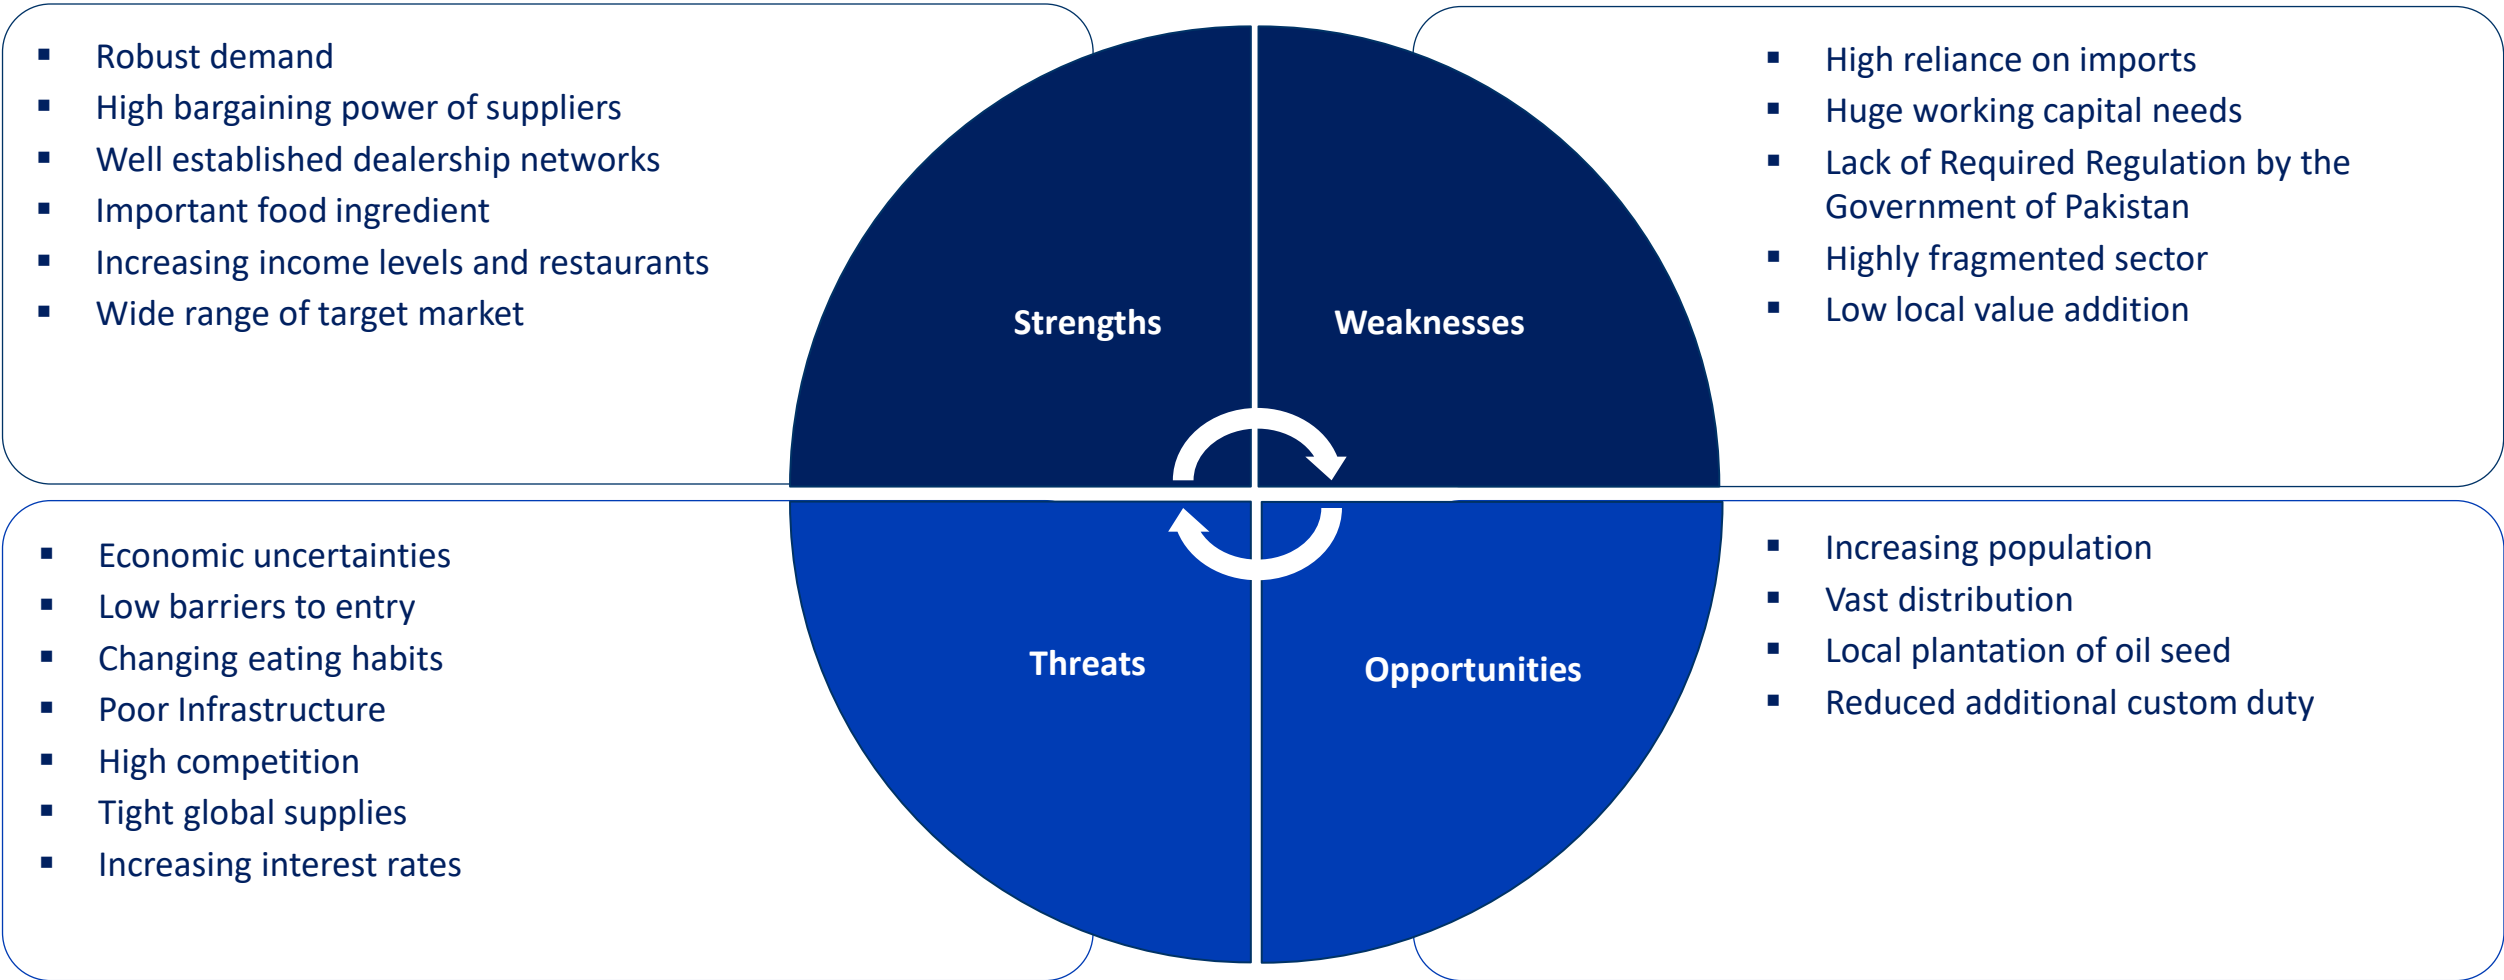 ▪ Robust demand
▪ High bargaining power of suppliers
▪ Well established dealership networks
▪ Important food ingredient
▪ Increasing income levels and restaurants
▪ Wide range of target market
Strengths
Weaknesses
▪ High reliance on imports
▪ Huge working capital needs
▪ Lack of Required Regulation by the
Government of Pakistan
▪ Highly fragmented sector
▪ Low local value addition
▪ Economic uncertainties
▪ Low barriers to entry
▪ Changing eating habits
▪ Poor Infrastructure
▪ High competition
▪ Tight global supplies
▪ Increasing interest rates
Threats
Opportunities
▪ Increasing population
▪ Vast distribution
▪ Local plantation of oil seed
▪ Reduced additional custom duty